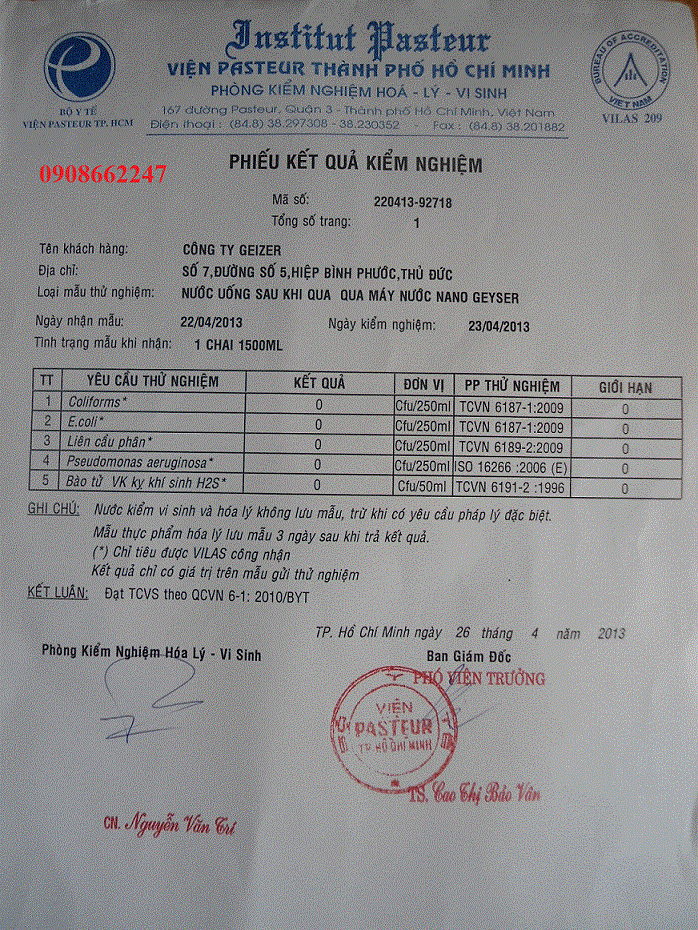 Institut Pasteur
VIỆN PASTEUR THÀNH PHỐ HỒ CHÍ MINH
PHÒNG KIỂM NGHIỆM HOÁ - LÝ - VI SINH
167 đường Pasteur, Quận 3 - Thành phố Hồ Chí Minh, Việt Nam
Điện thoại : (84.8) 38.297308 - 38.230352 - Fax : (84.8) 38.201882
BỘ Y TẾ
VIỆN PASTEUR TP. HCM
BUREAU OF ACCREDITATION
VIET NAM
VILAS 209
0908662247
PHIẾU KẾT QUẢ KIỂM NGHIỆM
Mã số: 220413-92718
Tổng số trang: 1
Tên khách hàng: CÔNG TY GEIZER
Địa chỉ: SỐ 7,ĐƯỜNG SỐ 5,HIỆP BÌNH PHƯỚC,THỦ ĐỨC
Loại mẫu thử nghiệm: NƯỚC UỐNG SAU KHI QUA QUA MÁY NƯỚC NANO GEYSER
Ngày nhận mẫu: 22/04/2013 Ngày kiểm nghiệm: 23/04/2013
Tình trạng mẫu khi nhận: 1 CHAI 1500ML
TT YÊU CẦU THỬ NGHIỆM KẾT QUẢ ĐƠN VỊ PP THỬ NGHIỆM GIỚI HẠN
1 Coliforms* 0 Cfu/250ml TCVN 6187-1:2009 0
2 E.coli* 0 Cfu/250ml TCVN 6187-1:2009 0
3 Liên cầu phân* 0 Cfu/250ml TCVN 6189-2:2009 0
4 Pseudomonas aeruginosa* 0 Cfu/250ml ISO 16266 :2006 (E) 0
5 Bào tử VK kỵ khí sinh H2S* 0 Cfu/50ml TCVN 6191-2 :1996 0
GHI CHÚ: Nước kiểm vi sinh và hóa lý không lưu mẫu, trừ khi có yêu cầu pháp lý đặc biệt.
Mẫu thực phẩm hóa lý lưu mẫu 3 ngày sau khi trả kết quả.
(*) Chỉ tiêu được VILAS công nhận
Kết quả chỉ có giá trị trên mẫu gửi thử nghiệm
KẾT LUẬN: Đạt TCVS theo QCVN 6-1: 2010/BYT
TP. Hồ Chí Minh ngày 26 tháng 4 năm 2013
Phòng Kiểm Nghiệm Hóa Lý - Vi Sinh
Ban Giám Đốc
PHÓ VIỆN TRƯỞNG
VIỆN
PASTEUR
TP HỒ CHÍ MINH
TS. Cao Thị Bảo Vân
CN. Nguyễn Văn Trí